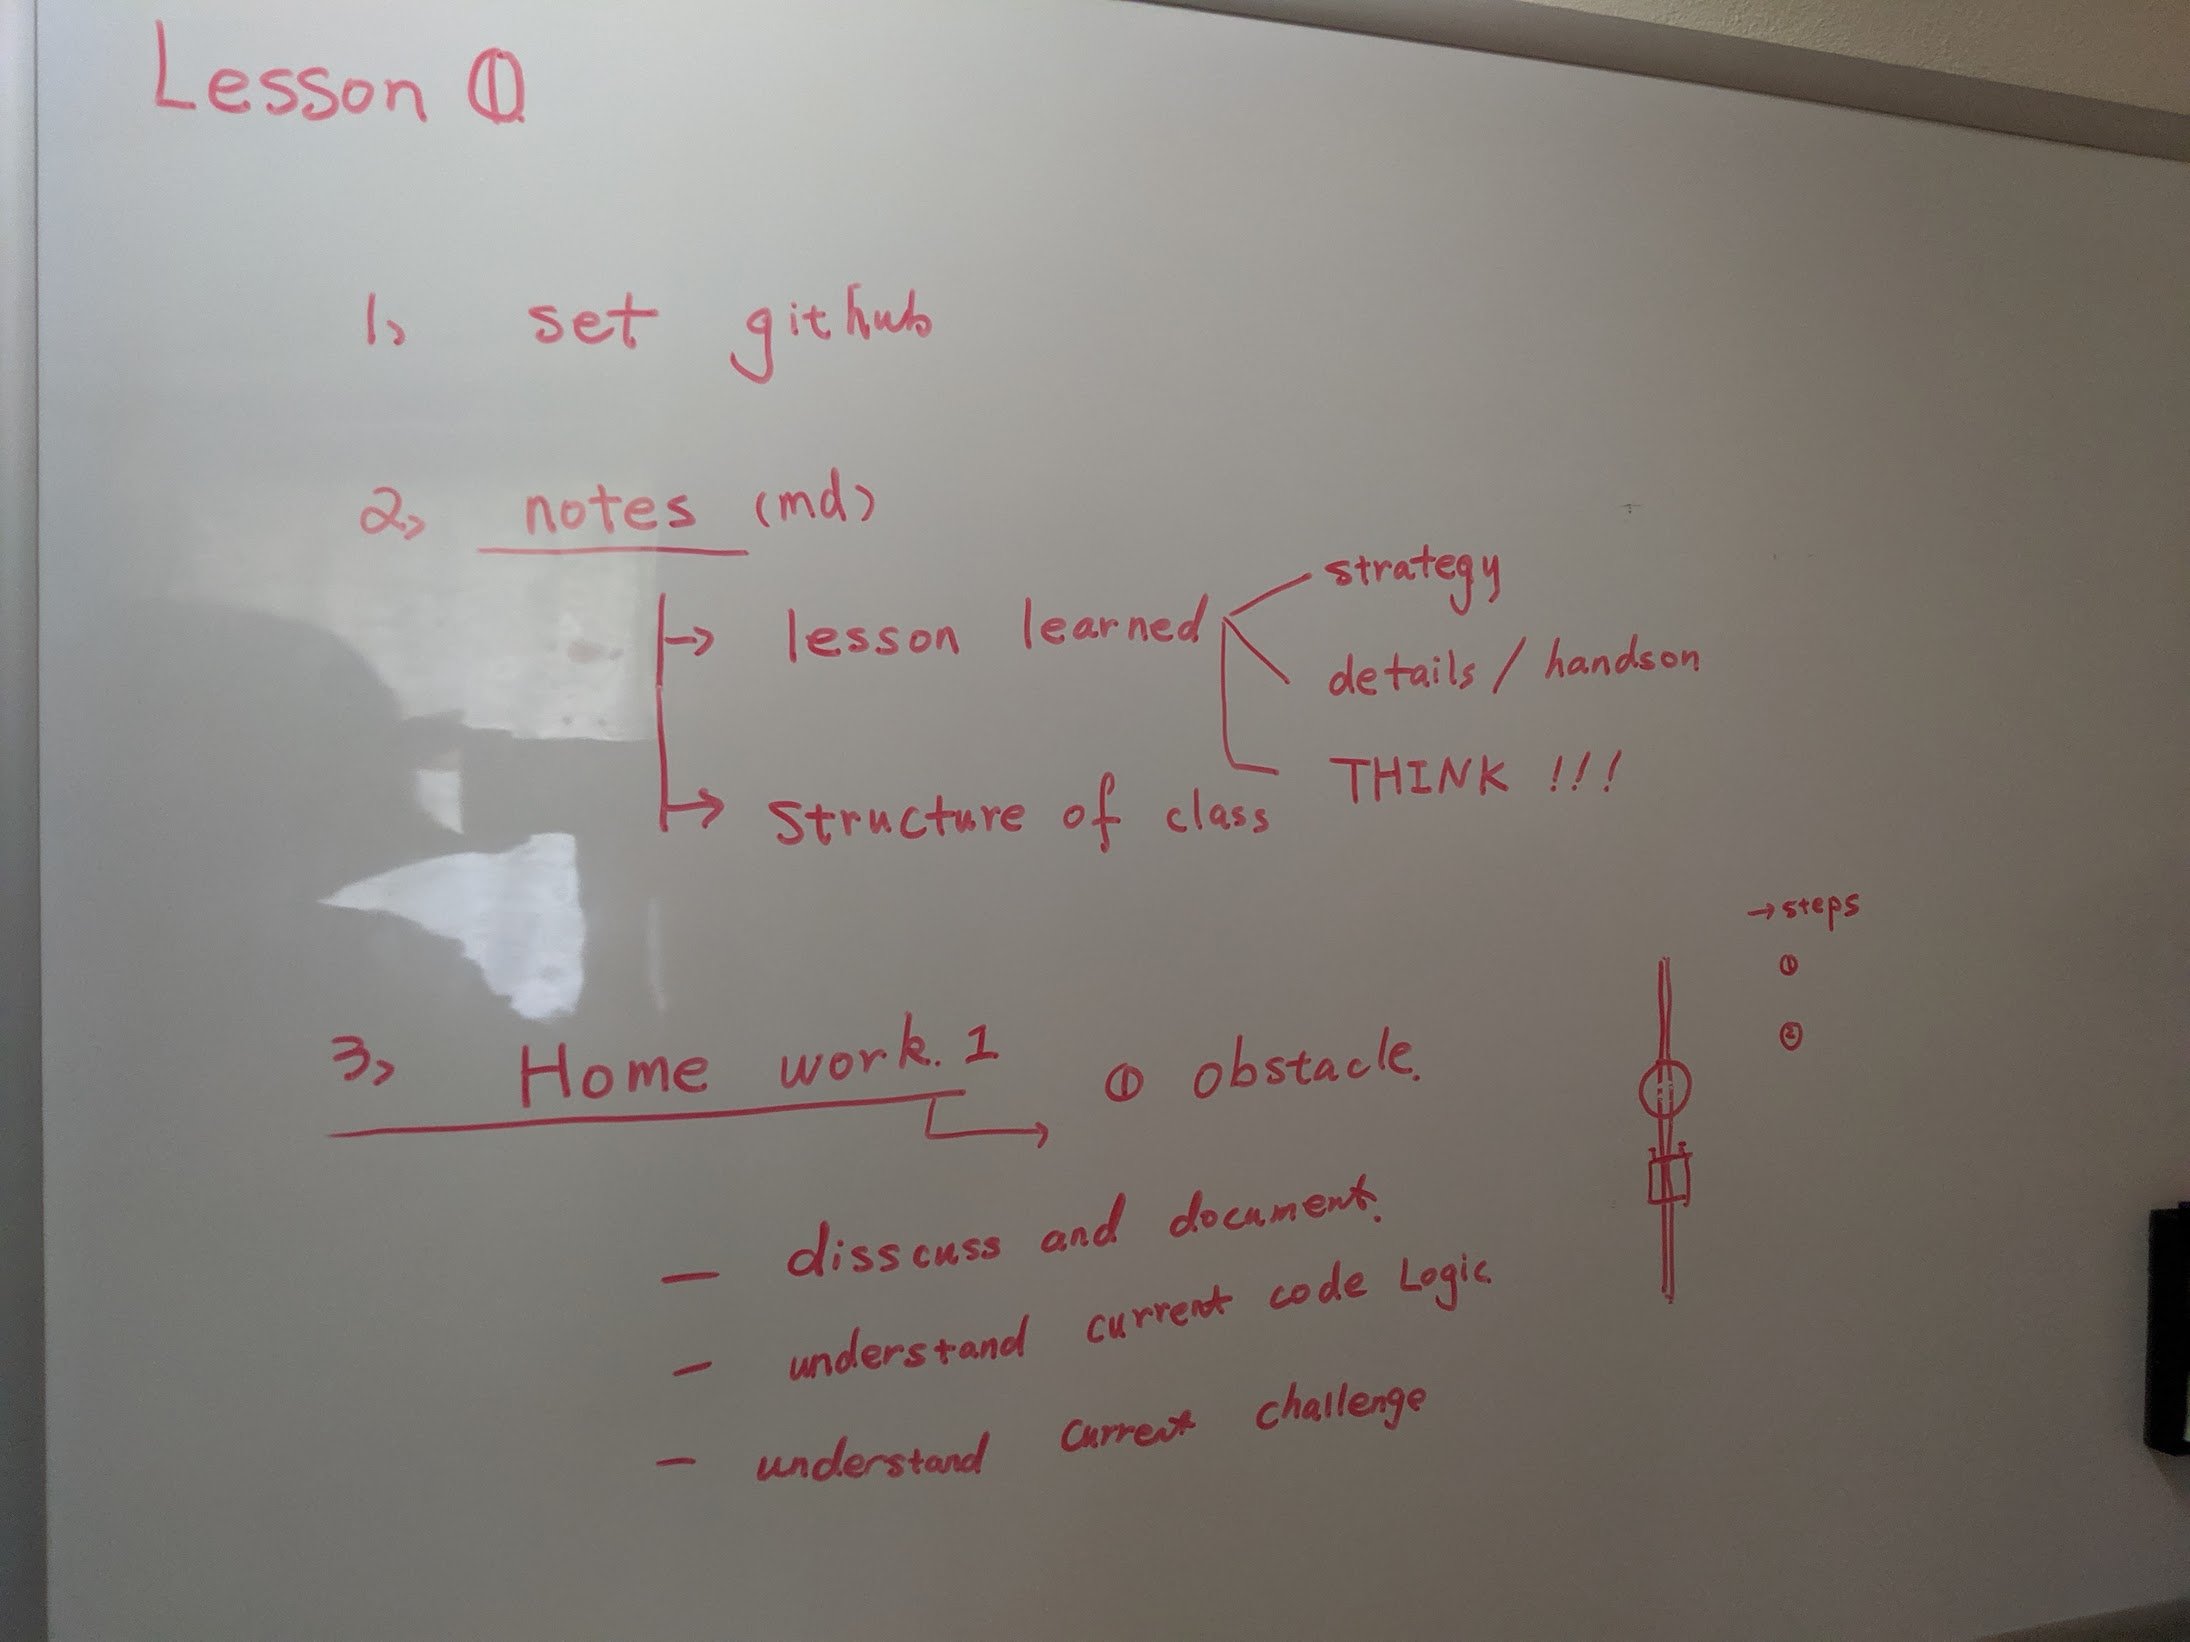 Lesson ①
1, set github
2, notes (md)
→ lesson learned
strategy
details / handson
THINK !!!
→ structure of class
3, Home work. 1
① obstacle.
→ steps
①
②
— disscuss and document.
— understand current code Logic
— understand current challenge